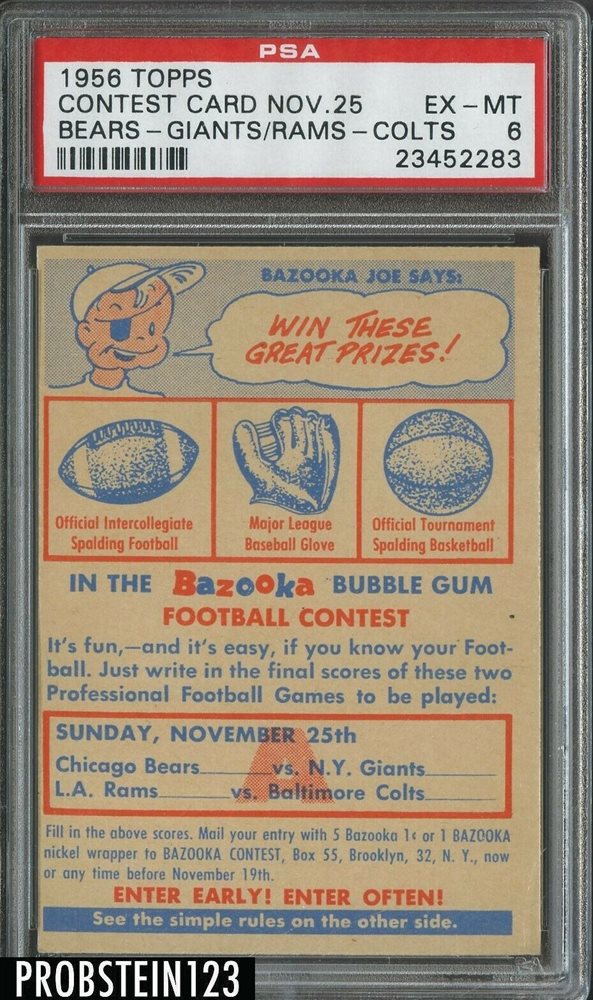 PSA
1956 TOPPS
CONTEST CARD NOV.25 EX-MT
BEARS-GIANTS/RAMS-COLTS 6
23452283
BAZOOKA JOE SAYS:
WIN THESE
GREAT PRIZES!
Official Intercollegiate
Spalding Football
Major League
Baseball Glove
Official Tournament
Spalding Basketball
IN THE Bazooka BUBBLE GUM
FOOTBALL CONTEST
It's fun,—and it's easy, if you know your Foot-
ball. Just write in the final scores of these two
Professional Football Games to be played:
A
SUNDAY, NOVEMBER 25th
Chicago Bears______vs. N.Y. Giants______
L.A. Rams______vs. Baltimore Colts______
Fill in the above scores. Mail your entry with 5 Bazooka 1¢ or 1 BAZOOKA
nickel wrapper to BAZOOKA CONTEST, Box 55, Brooklyn, 32, N. Y., now
or any time before November 19th.
ENTER EARLY! ENTER OFTEN!
See the simple rules on the other side.
PROBSTEIN123